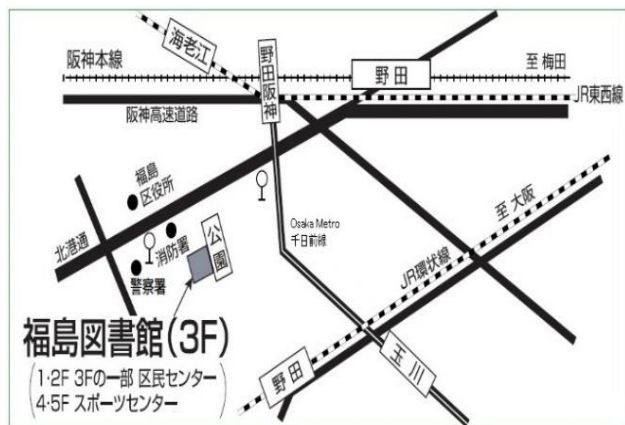 海老江
野田阪神
阪神本線
野田
至 梅田
阪神高速道路
JR東西線
福島
区役所
北港通
消防署
公園
警察署
Osaka Metro
千日前線
至 大阪
JR環状線
福島図書館(3F)
1・2F 3Fの一部 区民センター
4・5F スポーツセンター
野田
玉川